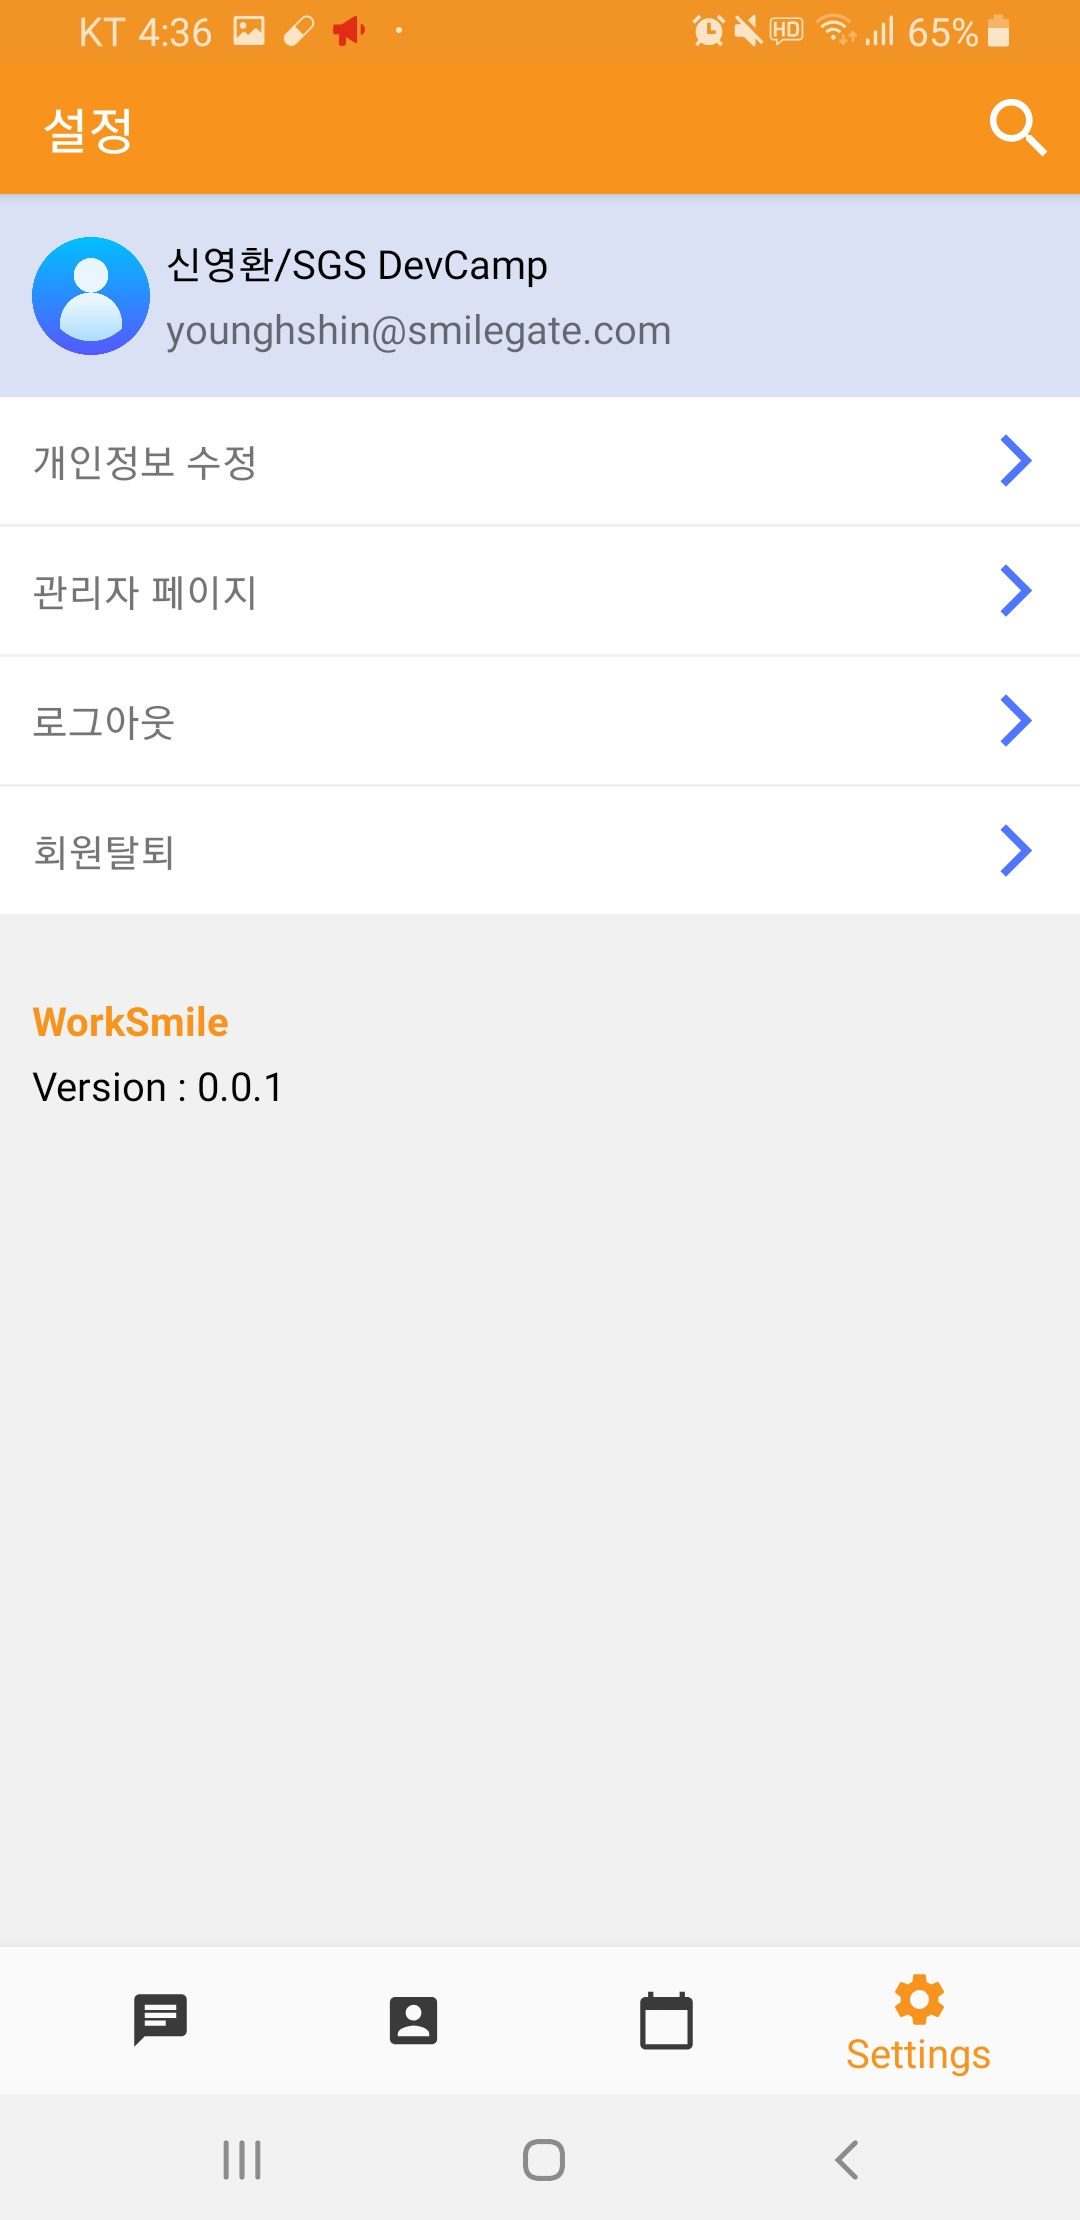 KT 4:36 HD 65%
설정
신영환/SGS DevCamp
younghshin@smilegate.com
개인정보 수정
관리자 페이지
로그아웃
회원탈퇴
WorkSmile
Version : 0.0.1
Settings